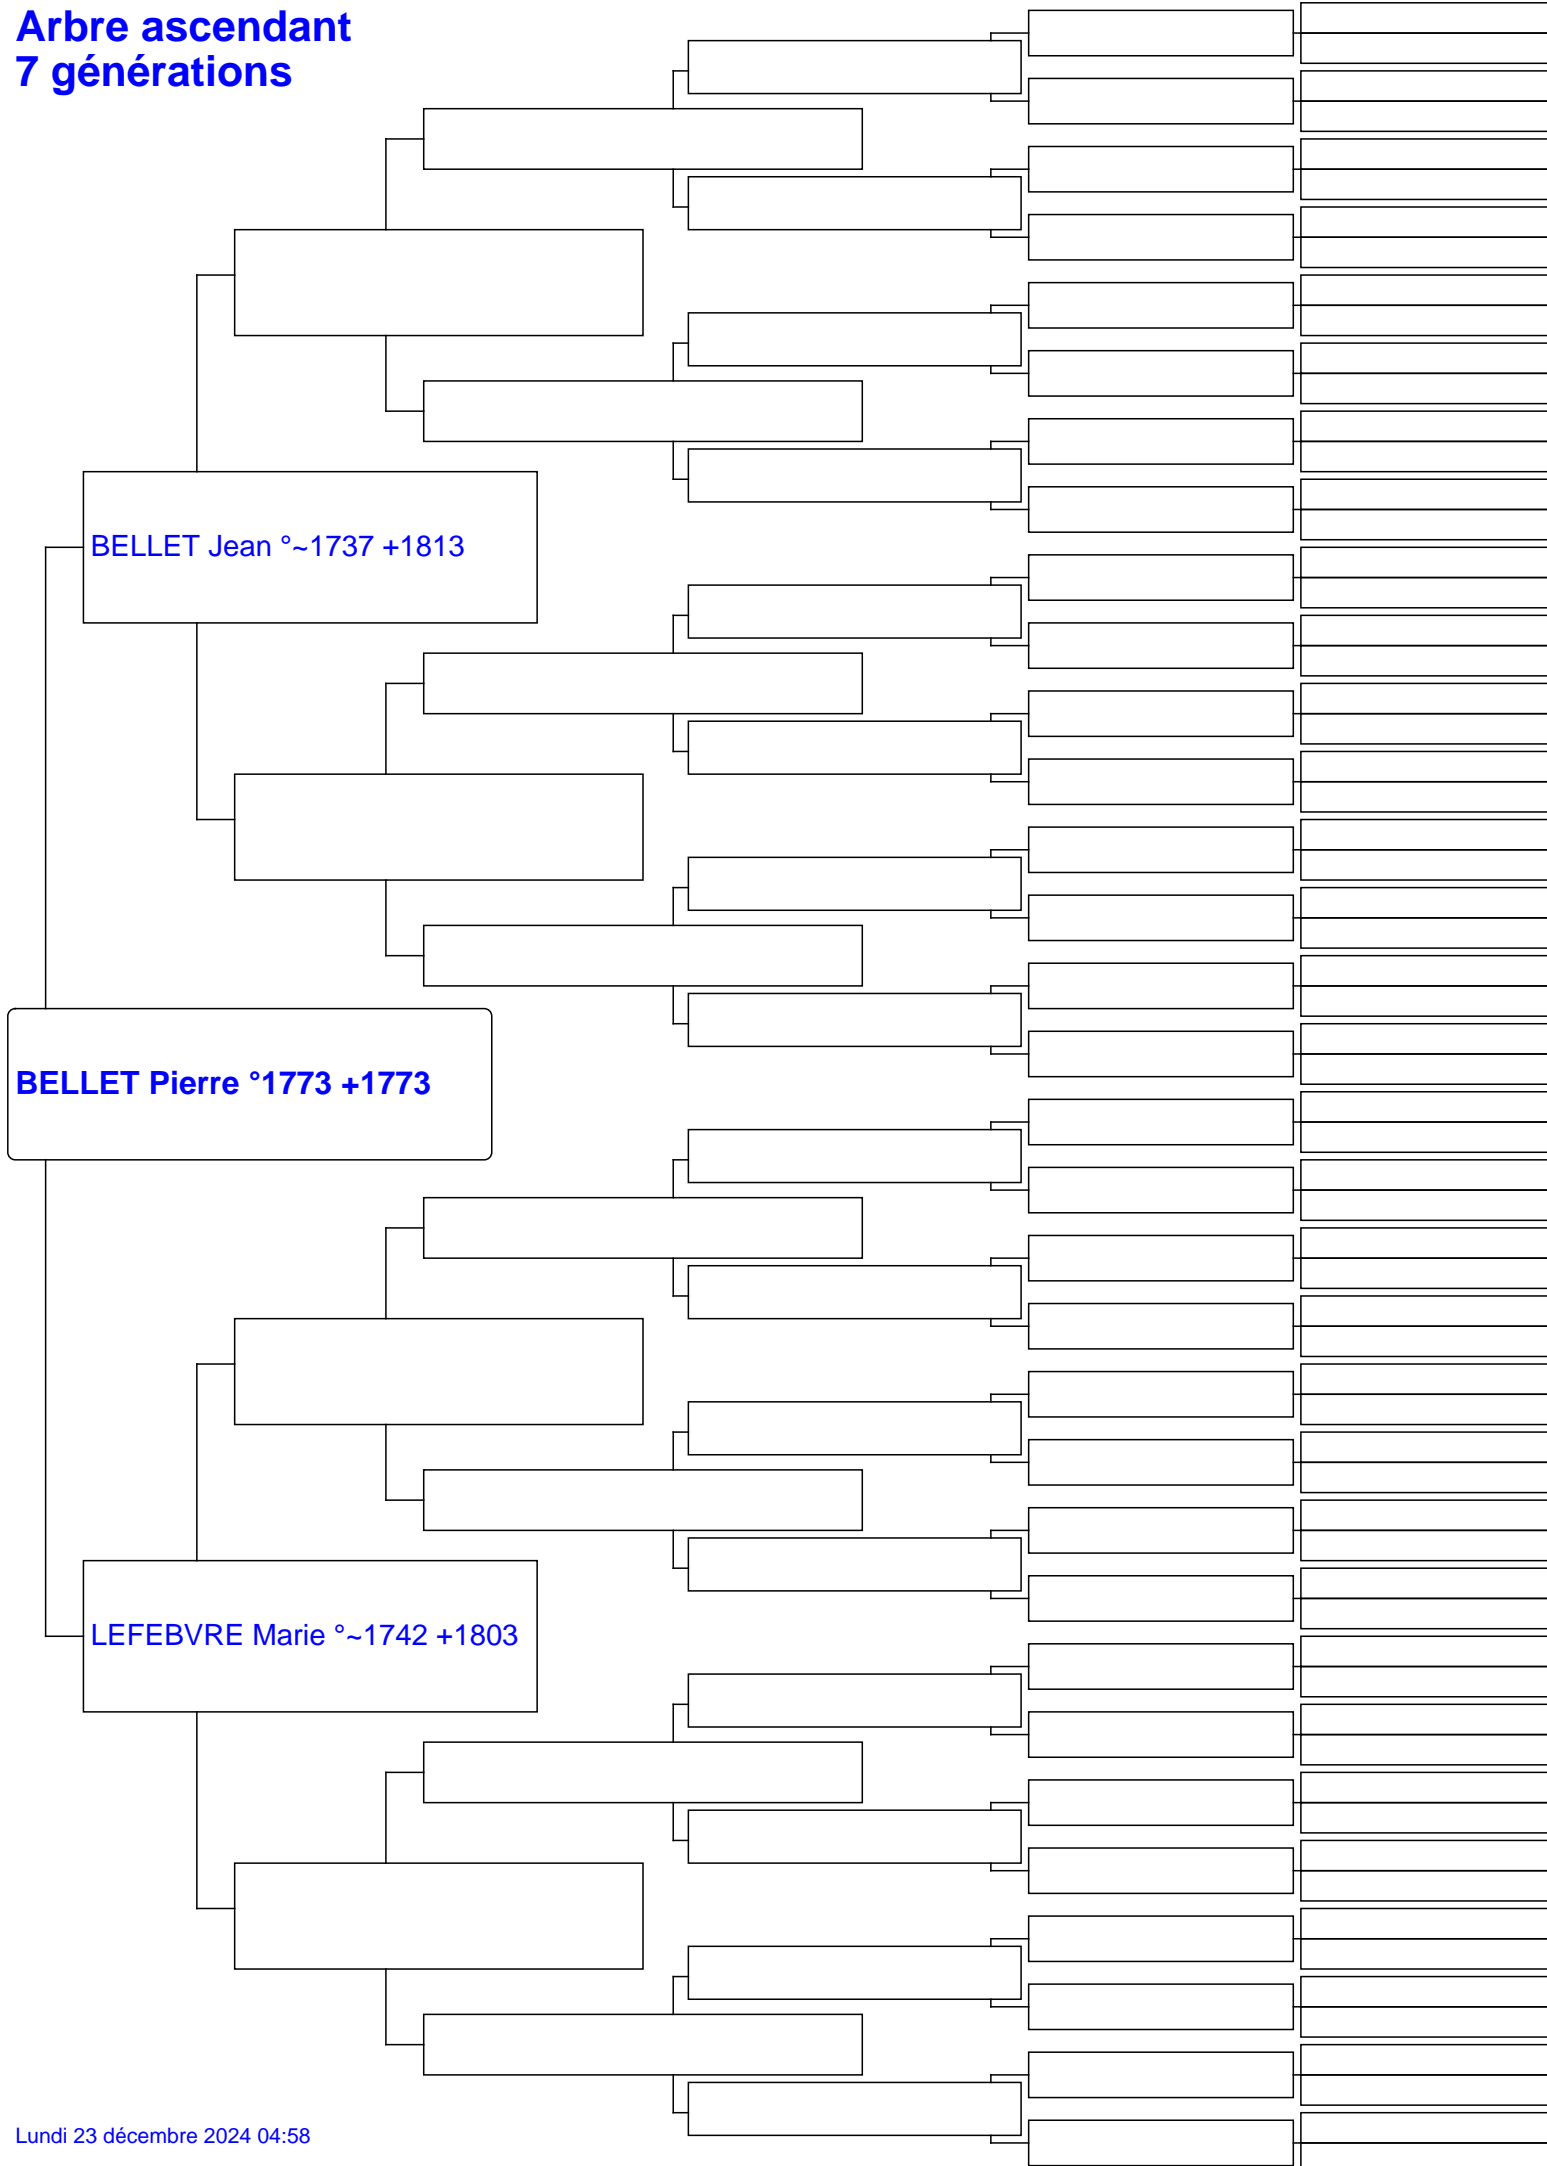 Arbre ascendant
7 générations
BELLET Jean °~1737 +1813
BELLET Pierre °1773 +1773
LEFEBVRE Marie °~1742 +1803
Lundi 23 décembre 2024 04:58